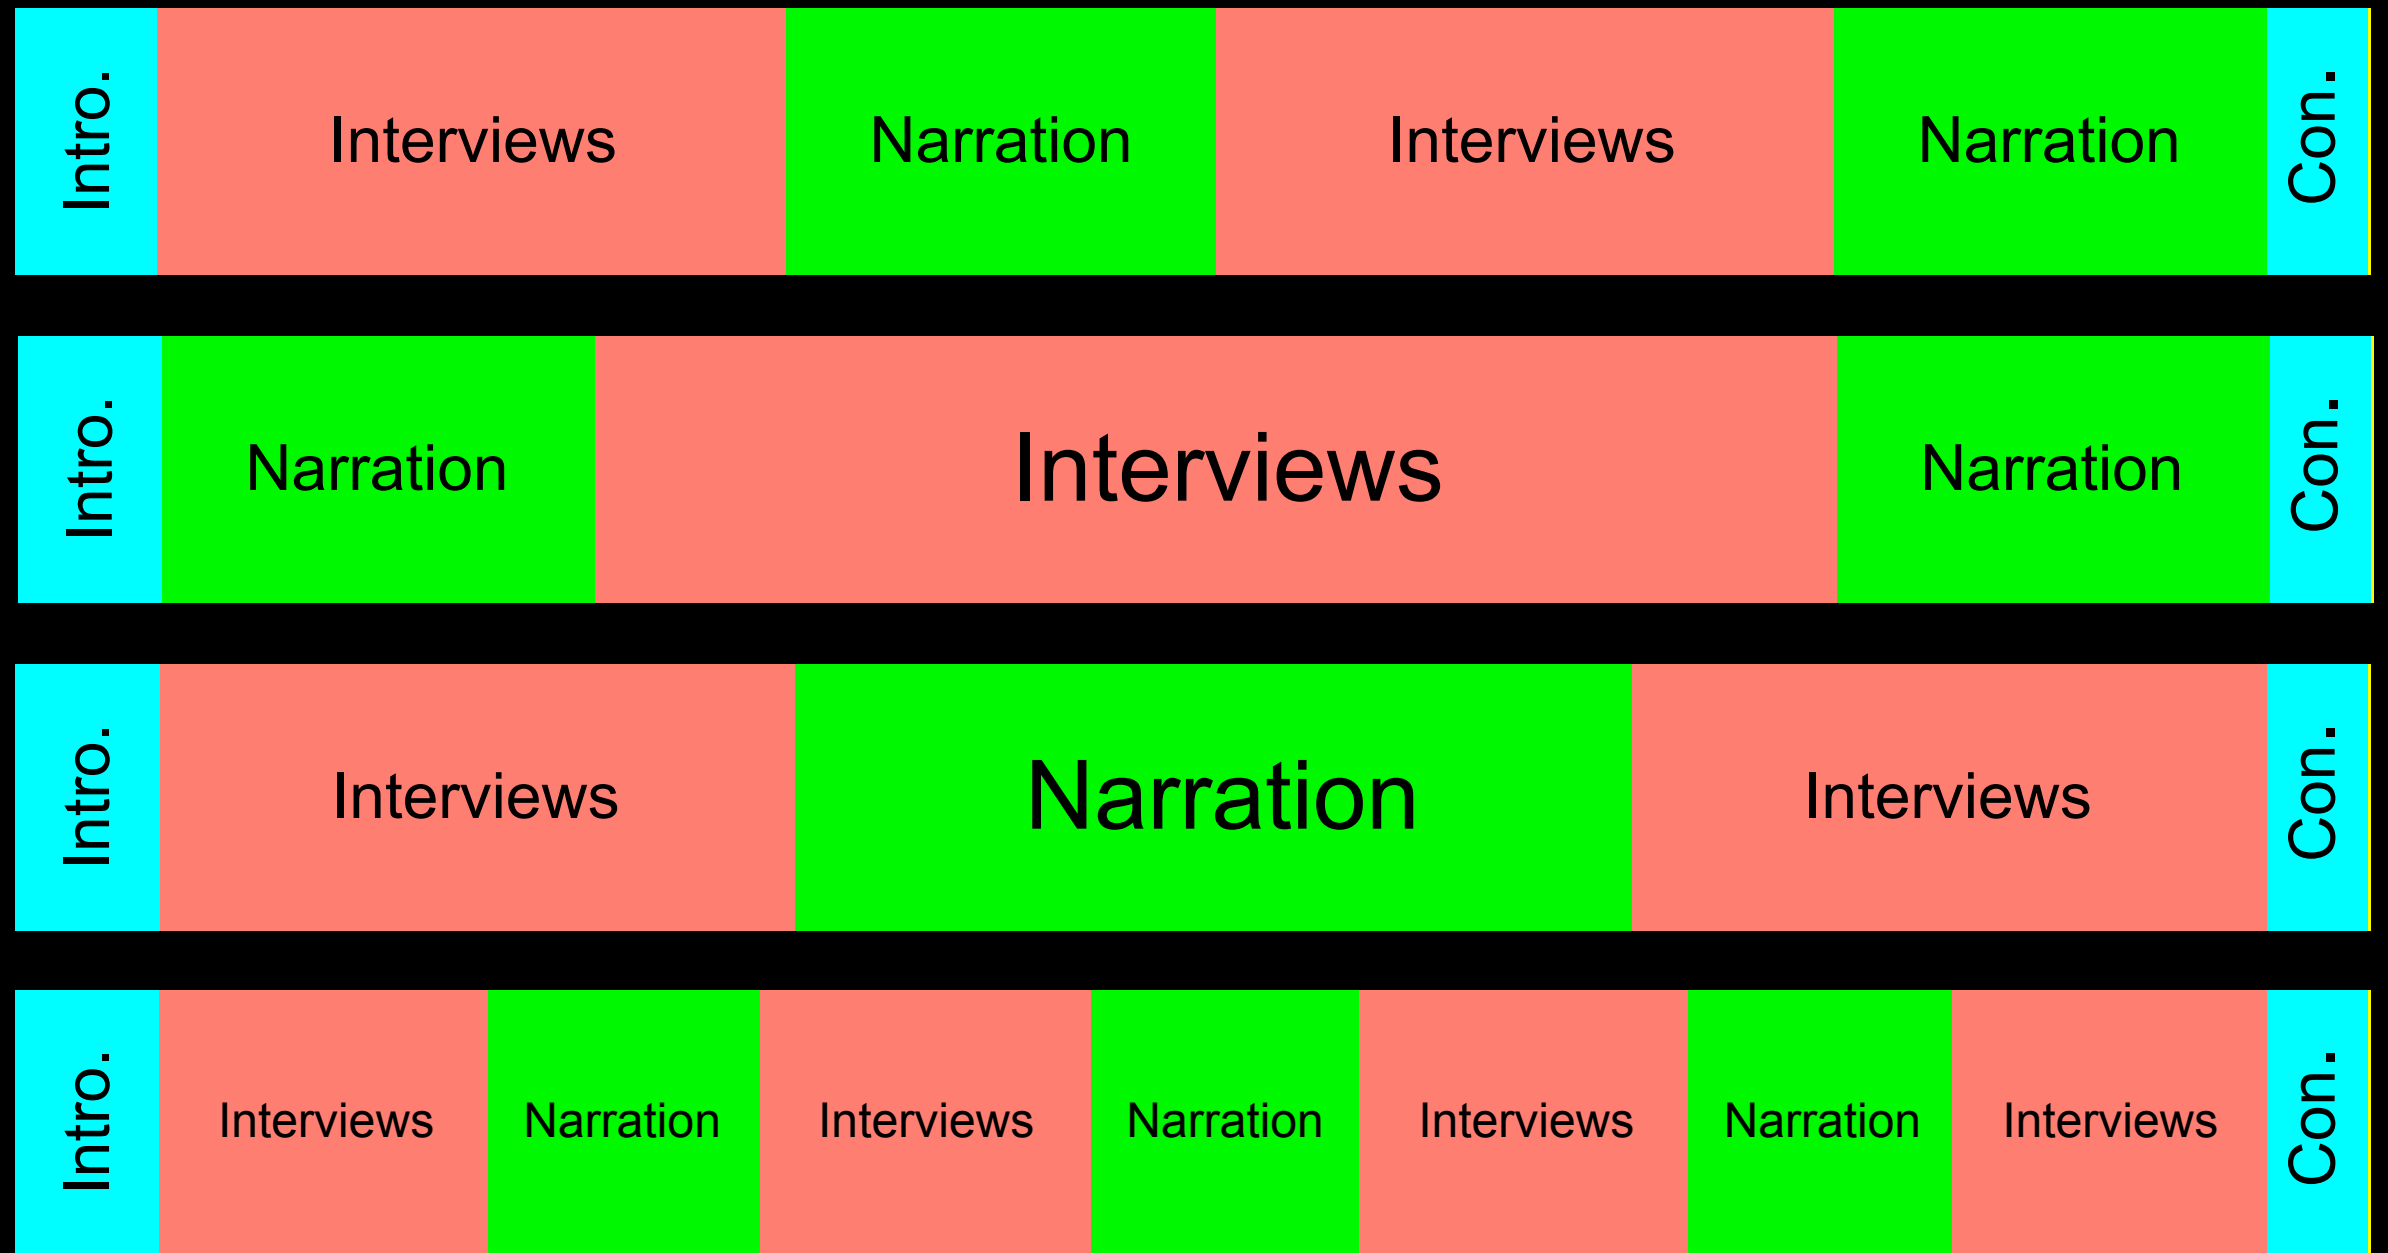 Intro. Interviews Narration Interviews Narration Con.
Intro. Narration Interviews Narration Con.
Intro. Interviews Narration Interviews Con.
Intro. Interviews Narration Interviews Narration Interviews Narration Interviews Con.